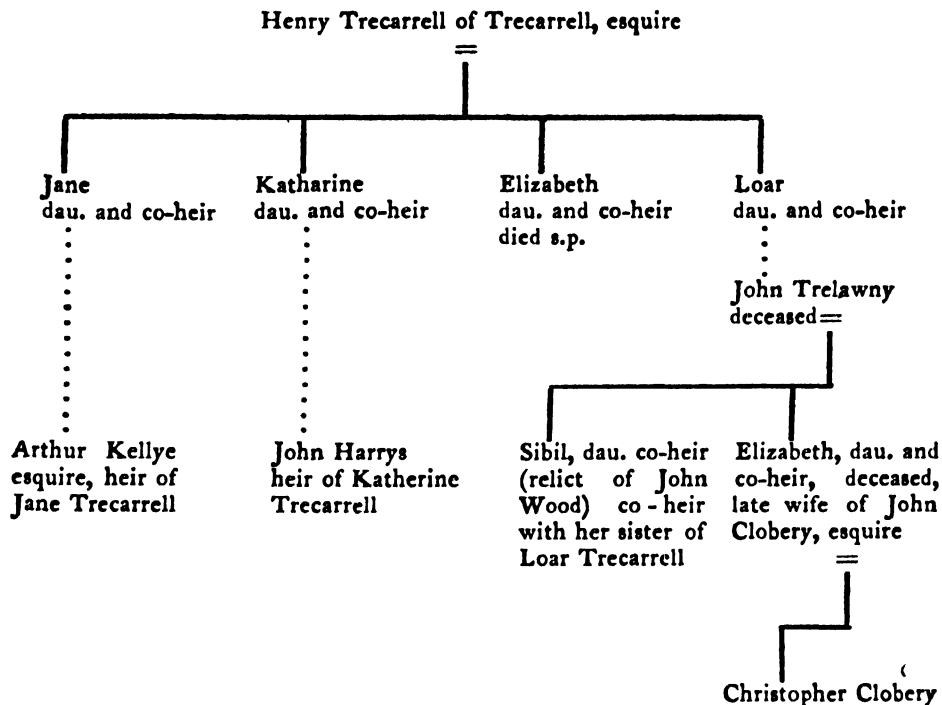 Henry Trecarrell of Trecarrell, esquire
=
Jane
dau. and co-heir
Katharine
dau. and co-heir
Elizabeth
dau. and co-heir
died s.p.
Loar
dau. and co-heir
John Trelawny
deceased=
Arthur Kellye
esquire, heir of
Jane Trecarrell
John Harrys
heir of Katherine
Trecarrell
Sibil, dau. co-heir
(relict of John
Wood) co-heir
with her sister of
Loar Trecarrell
Elizabeth, dau. and
co-heir, deceased,
late wife of John
Clobery, esquire
=
Christopher Clobery